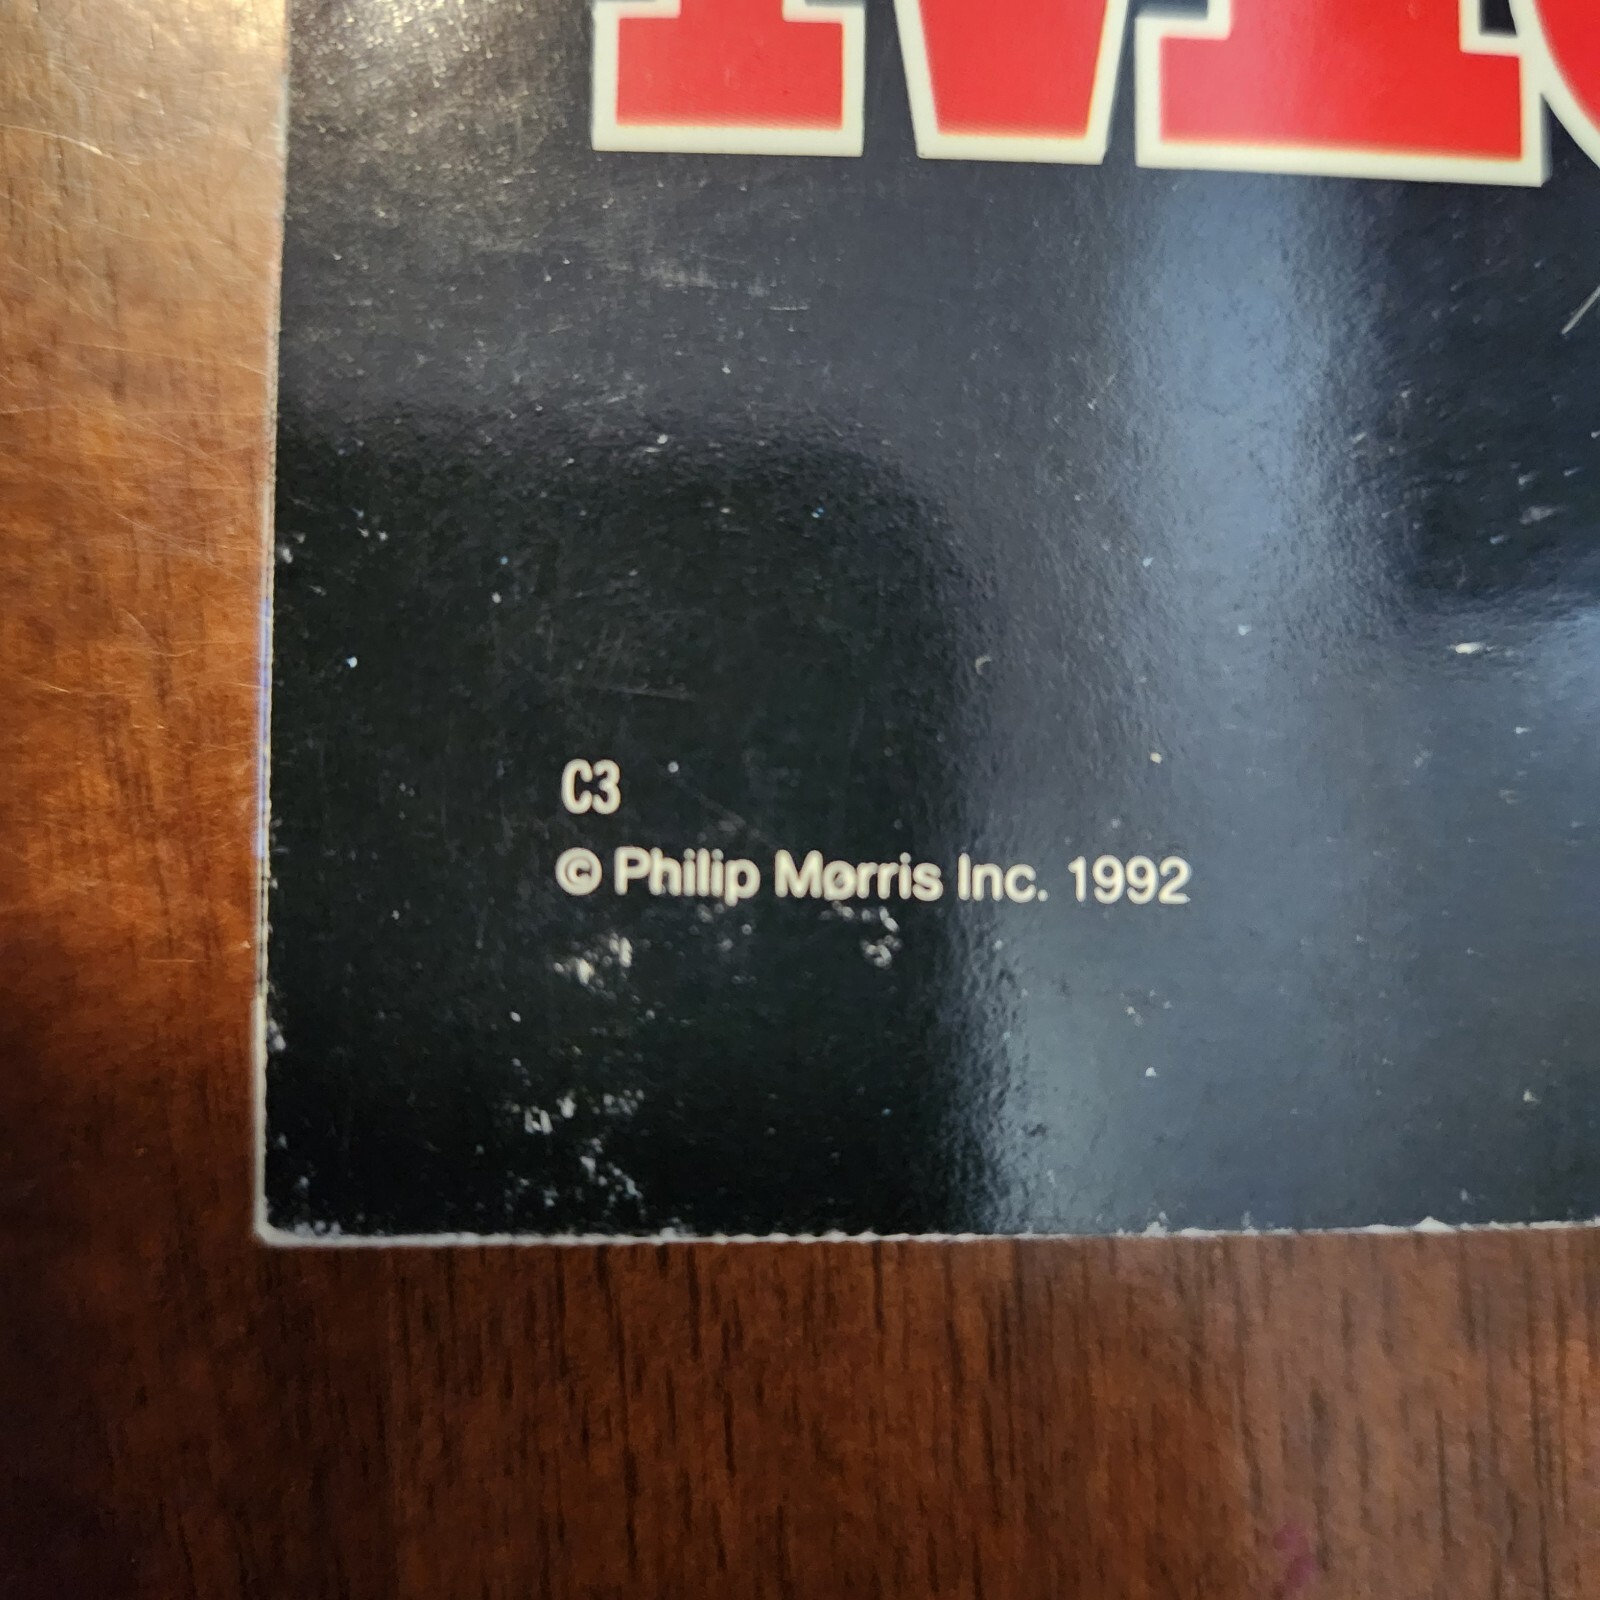 C3
© Philip Mørris Inc. 1992